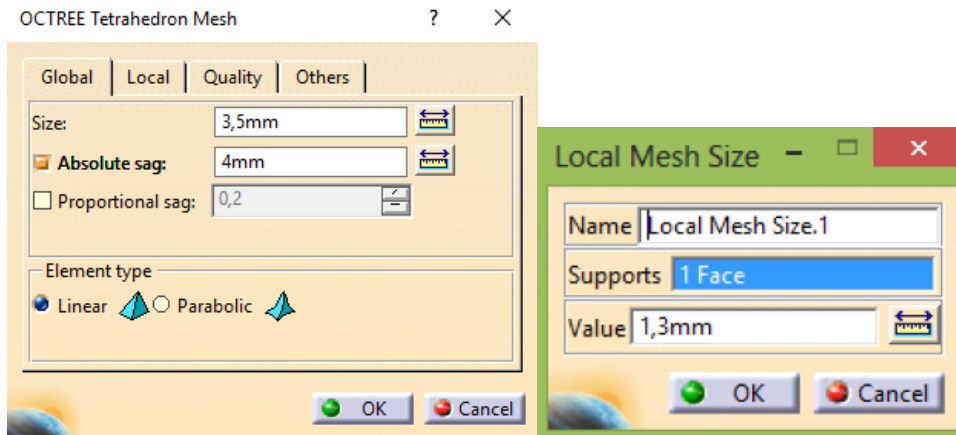 OCTREE Tetrahedron Mesh ? ×
Global Local Quality Others
Size: 3,5mm
Absolute sag: 4mm
Proportional sag: 0,2
Element type
Linear Parabolic
OK Cancel
Local Mesh Size
Name Local Mesh Size.1
Supports 1 Face
Value 1,3mm
OK Cancel